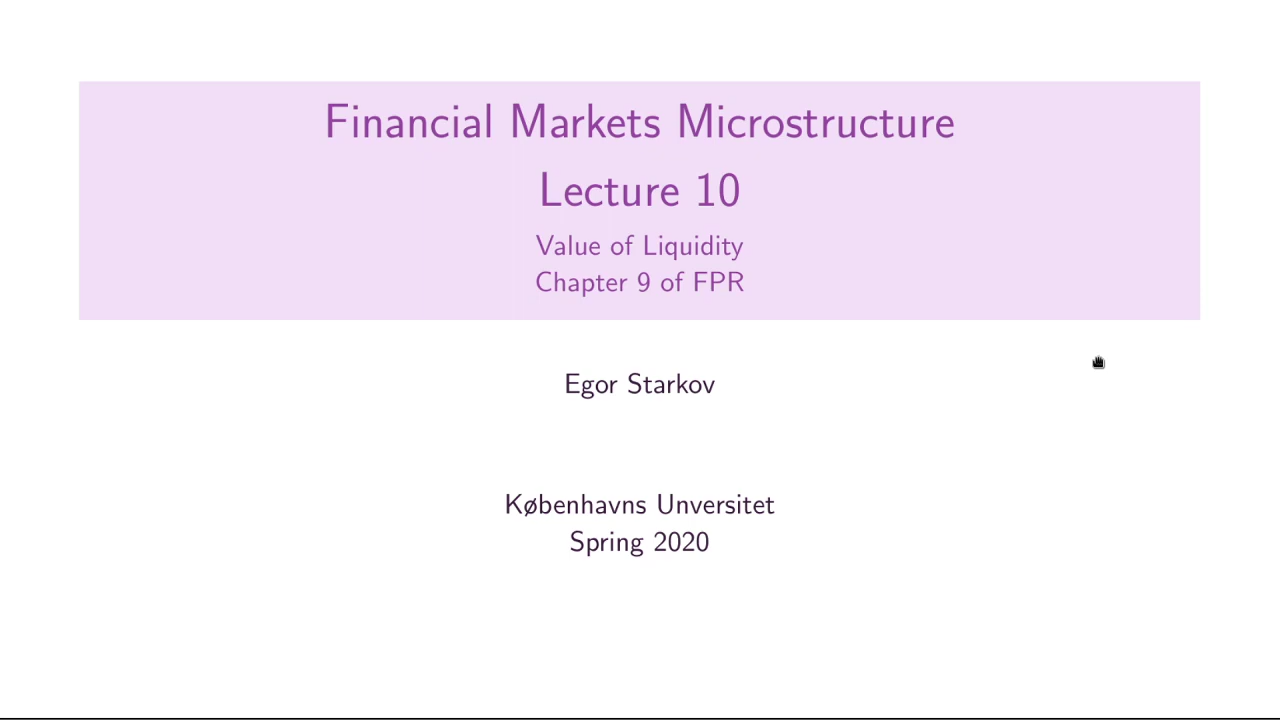 Financial Markets Microstructure
Lecture 10
Value of Liquidity
Chapter 9 of FPR
Egor Starkov
Københavns Unversitet
Spring 2020